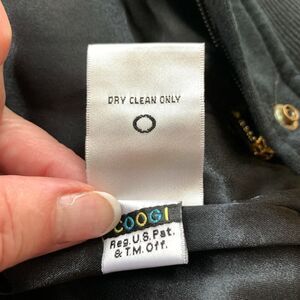 DRY CLEAN ONLY
COOGI
Reg. U.S. Pat.
& T.M. Off.